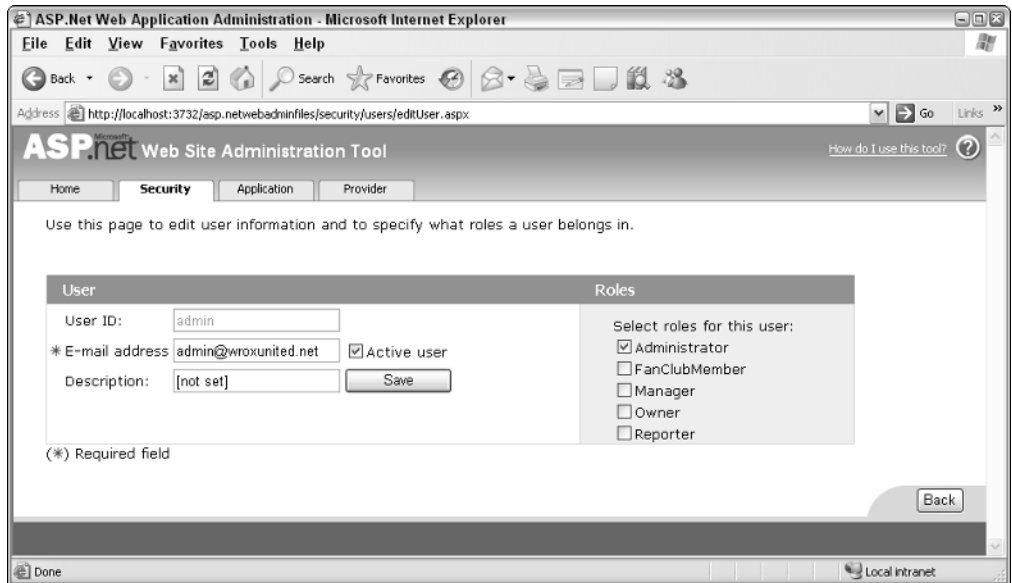 ASP.Net Web Application Administration - Microsoft Internet Explorer
File Edit View Favorites Tools Help
Back Search Favorites
Address http://localhost:3732/asp.netwebadminfiles/security/users/editUser.aspx Go Links »
Microsoft
ASP.net Web Site Administration Tool How do I use this tool? ?
Home Security Application Provider
Use this page to edit user information and to specify what roles a user belongs in.
User Roles
User ID: admin
Select roles for this user:
* E-mail address admin@wroxunited.net Active user
Administrator
Description: [not set] Save
FanClubMember
Manager
Owner
Reporter
(*) Required field
Back
Done Local intranet